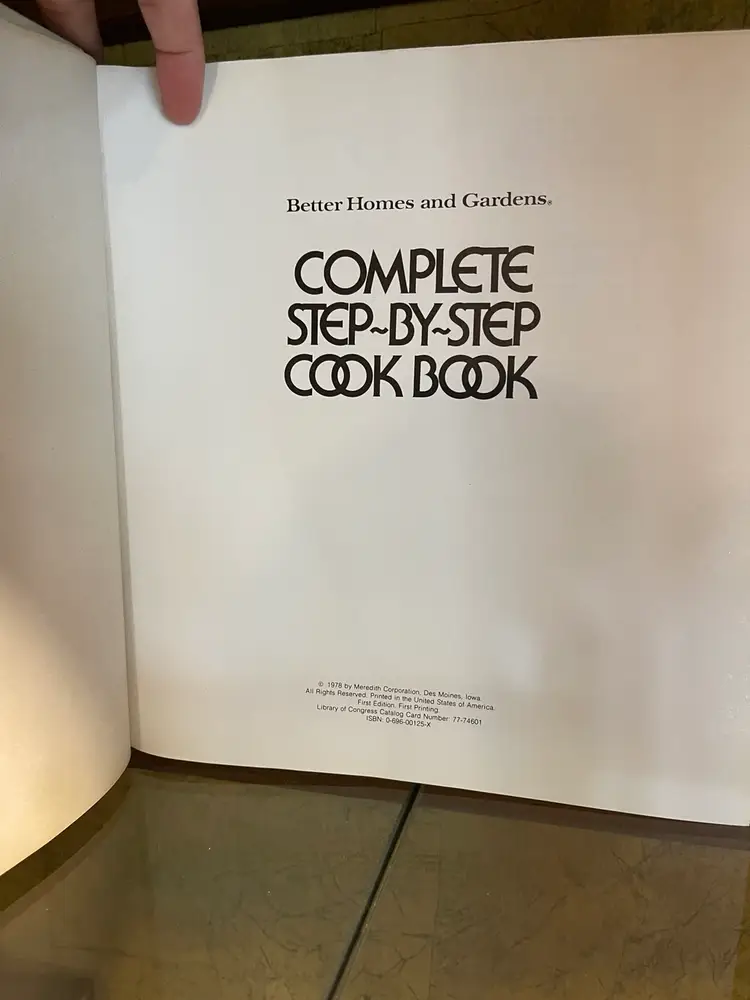 Better Homes and Gardens®
COMPLETE
STEP~BY~STEP
COOK BOOK
© 1978 by Meredith Corporation, Des Moines, Iowa.
All Rights Reserved. Printed in the United States of America.
First Edition. First Printing.
Library of Congress Catalog Card Number: 77-74601
ISBN: 0-696-00125-X